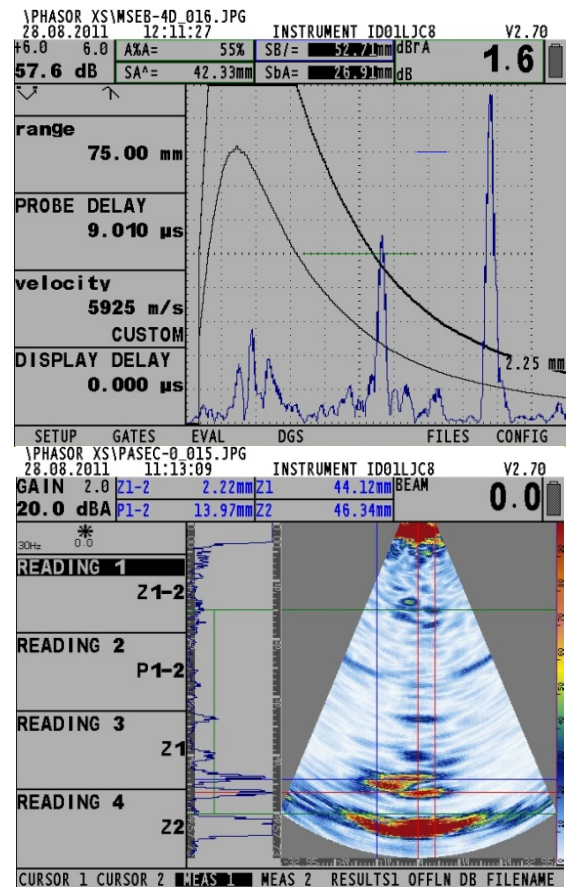 \PHASOR XS\MSEB-4D_016.JPG
28.08.2011 12:11:27 INSTRUMENT ID01LJC8 V2.70
+6.0 6.0 A%A= 55% SB/= 52.71mm dBrA 1.6
57.6 dB SA^= 42.33mm SbA= 26.91mm dB
range
75.00 mm
PROBE DELAY
9.010 µs
velocity
5925 m/s
CUSTOM
DISPLAY DELAY
0.000 µs
2.25 mm
SETUP GATES EVAL DGS FILES CONFIG
\PHASOR XS\PASEC-0_015.JPG
28.08.2011 11:13:09 INSTRUMENT ID01LJC8 V2.70
GAIN 2.0 Z1-2 2.22mm Z1 44.12mm BEAM 0.0
20.0 dBA P1-2 13.97mm Z2 46.34mm
30Hz 0.0
READING 1
Z1-2
READING 2
P1-2
READING 3
Z1
READING 4
Z2
CURSOR 1 CURSOR 2 MEAS 1 MEAS 2 RESULTS1 OFFLN DB FILENAME